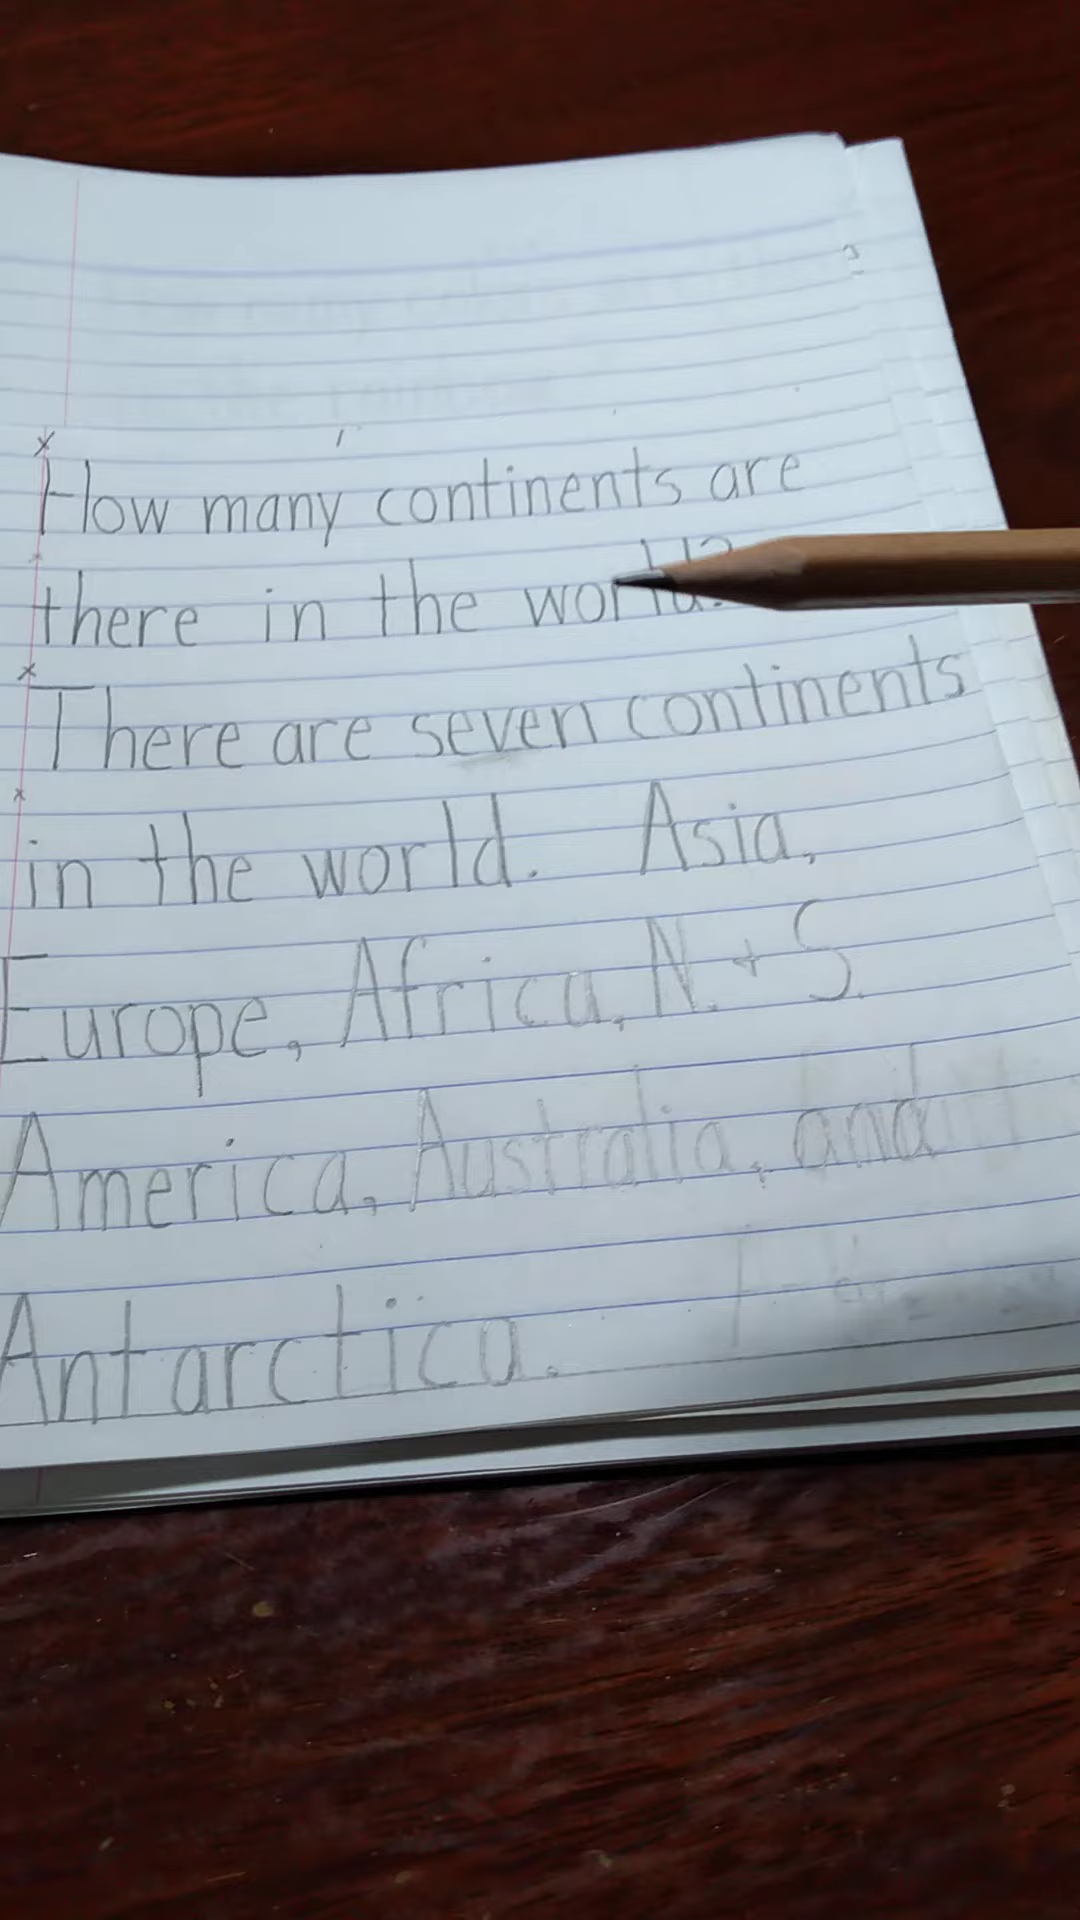 How many continents are
there in the world?
There are seven continents
in the world. Asia,
Europe, Africa, N. + S.
America, Australia, and
Antarctica.